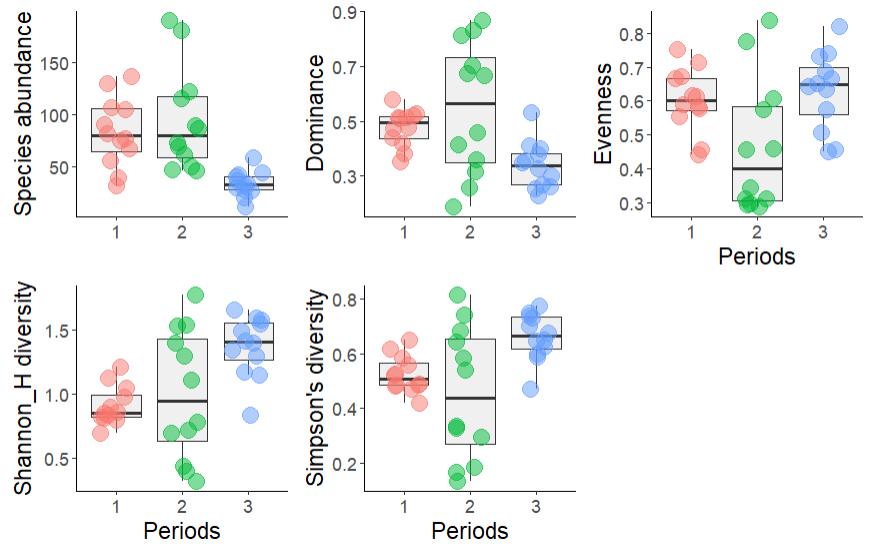 Species abundance
150
100
50
1 2 3
Dominance
0.9
0.7
0.5
0.3
1 2 3
Evenness
0.8
0.7
0.6
0.5
0.4
0.3
1 2 3
Periods
Shannon_H diversity
1.5
1.0
0.5
1 2 3
Periods
Simpson's diversity
0.8
0.6
0.4
0.2
1 2 3
Periods